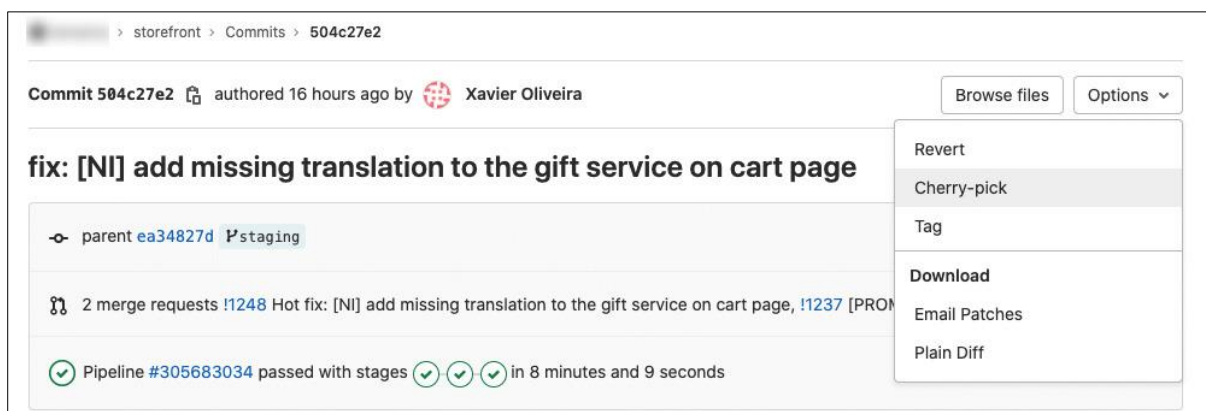 > storefront > Commits > 504c27e2
Commit 504c27e2 authored 16 hours ago by Xavier Oliveira
Browse files
Options
fix: [NI] add missing translation to the gift service on cart page
Revert
Cherry-pick
Tag
Download
Email Patches
Plain Diff
parent ea34827d staging
2 merge requests !1248 Hot fix: [NI] add missing translation to the gift service on cart page, !1237
Pipeline #305683034 passed with stages in 8 minutes and 9 seconds